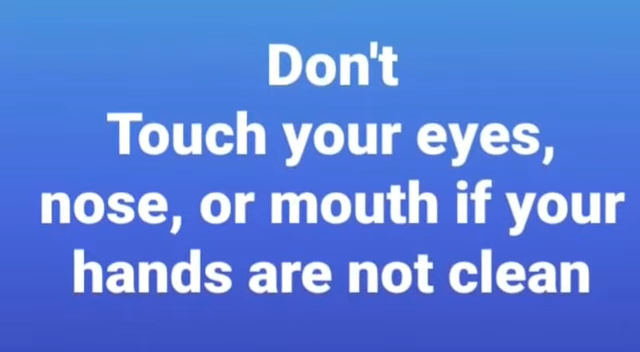 Don't
Touch your eyes,
nose, or mouth if your
hands are not clean